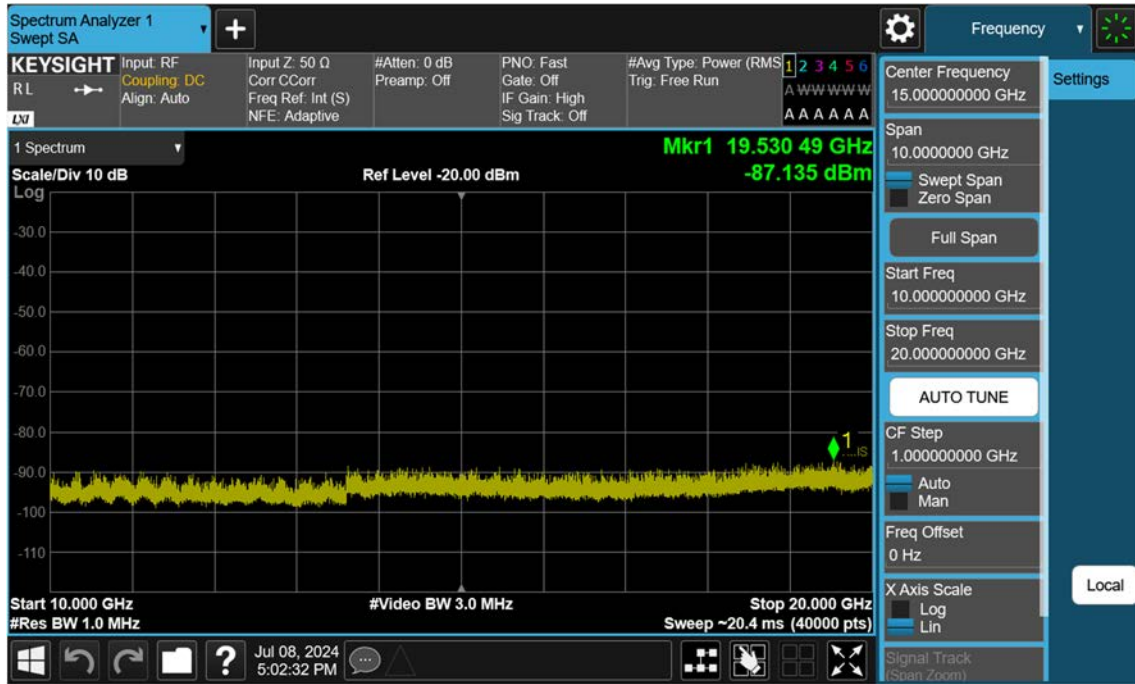 Spectrum Analyzer 1
Swept SA
+
Frequency
KEYSIGHT
RL
LXI
Input: RF
Coupling: DC
Align: Auto
Input Z: 50 Ω
Corr CCorr
Freq Ref: Int (S)
NFE: Adaptive
#Atten: 0 dB
Preamp: Off
PNO: Fast
Gate: Off
IF Gain: High
Sig Track: Off
#Avg Type: Power (RMS
Trig: Free Run
1 2 3 4 5 6
A W W W W W
A A A A A A
1 Spectrum
Scale/Div 10 dB
Ref Level -20.00 dBm
Mkr1 19.530 49 GHz
-87.135 dBm
Log
-30.0
-40.0
-50.0
-60.0
-70.0
-80.0
-90.0
-100
-110
1
Start 10.000 GHz
#Res BW 1.0 MHz
#Video BW 3.0 MHz
Stop 20.000 GHz
Sweep ~20.4 ms (40000 pts)
Center Frequency
15.000000000 GHz
Span
10.0000000 GHz
Swept Span
Zero Span
Full Span
Start Freq
10.000000000 GHz
Stop Freq
20.000000000 GHz
AUTO TUNE
CF Step
1.000000000 GHz
Auto
Man
Freq Offset
0 Hz
X Axis Scale
Log
Lin
Signal Track
(Span Zoom)
Settings
Local
?
Jul 08, 2024
5:02:32 PM